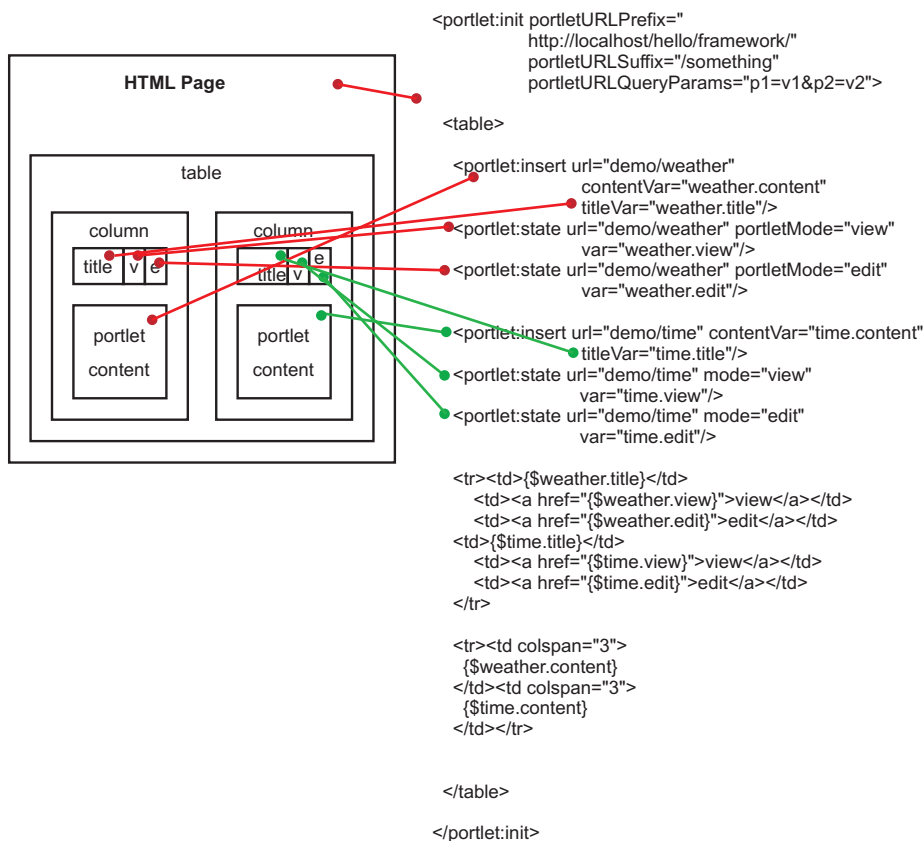 HTML Page
table
column
title
v
e
portlet
content
column
title
v
e
portlet
content
<portlet:init portletURLPrefix="
http://localhost/hello/framework/"
portletURLSuffix="/something"
portletURLQueryParams="p1=v1&p2=v2">
<table>
<portlet:insert url="demo/weather"
contentVar="weather.content"
titleVar="weather.title"/>
<portlet:state url="demo/weather" portletMode="view"
var="weather.view"/>
<portlet:state url="demo/weather" portletMode="edit"
var="weather.edit"/>
<portlet:insert url="demo/time" contentVar="time.content"
titleVar="time.title"/>
<portlet:state url="demo/time" mode="view"
var="time.view"/>
<portlet:state url="demo/time" mode="edit"
var="time.edit"/>
<tr><td>{$weather.title}</td>
<td><a href="{$weather.view}">view</a></td>
<td><a href="{$weather.edit}">edit</a></td>
<td>{$time.title}</td>
<td><a href="{$time.view}">view</a></td>
<td><a href="{$time.edit}">edit</a></td>
</tr>
<tr><td colspan="3">
{$weather.content}
</td><td colspan="3">
{$time.content}
</td></tr>
</table>
</portlet:init>